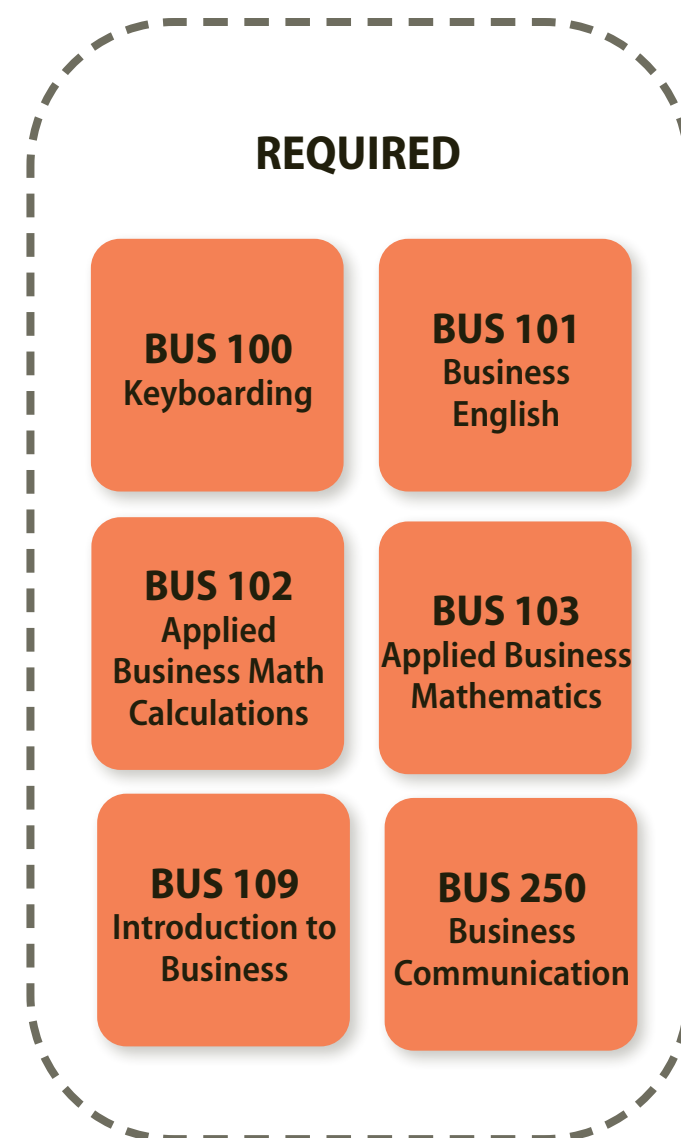 REQUIRED
BUS 100
Keyboarding
BUS 101
Business
English
BUS 102
Applied
Business Math
Calculations
BUS 103
Applied Business
Mathematics
BUS 109
Introduction to
Business
BUS 250
Business
Communication